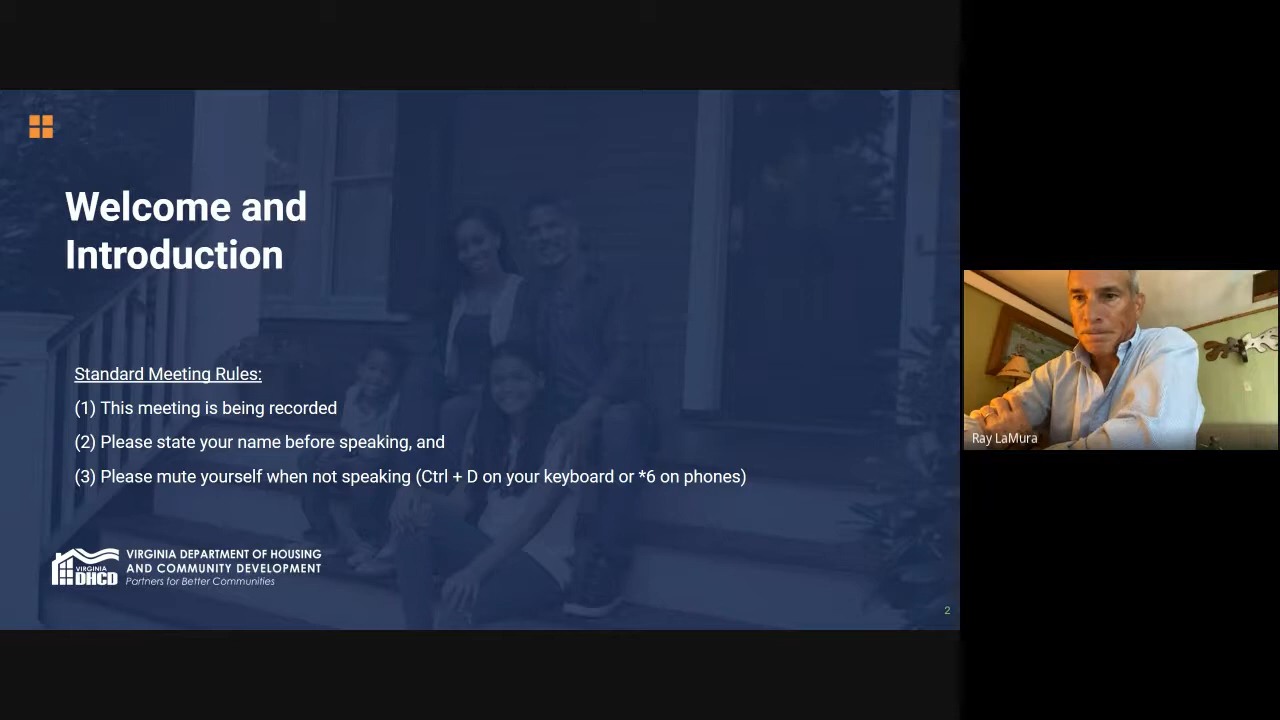 Welcome and
Introduction
Standard Meeting Rules:
(1) This meeting is being recorded
(2) Please state your name before speaking, and
(3) Please mute yourself when not speaking (Ctrl + D on your keyboard or *6 on phones)
VIRGINIA
DHCD
VIRGINIA DEPARTMENT OF HOUSING
AND COMMUNITY DEVELOPMENT
Partners for Better Communities
2
Ray LaMura